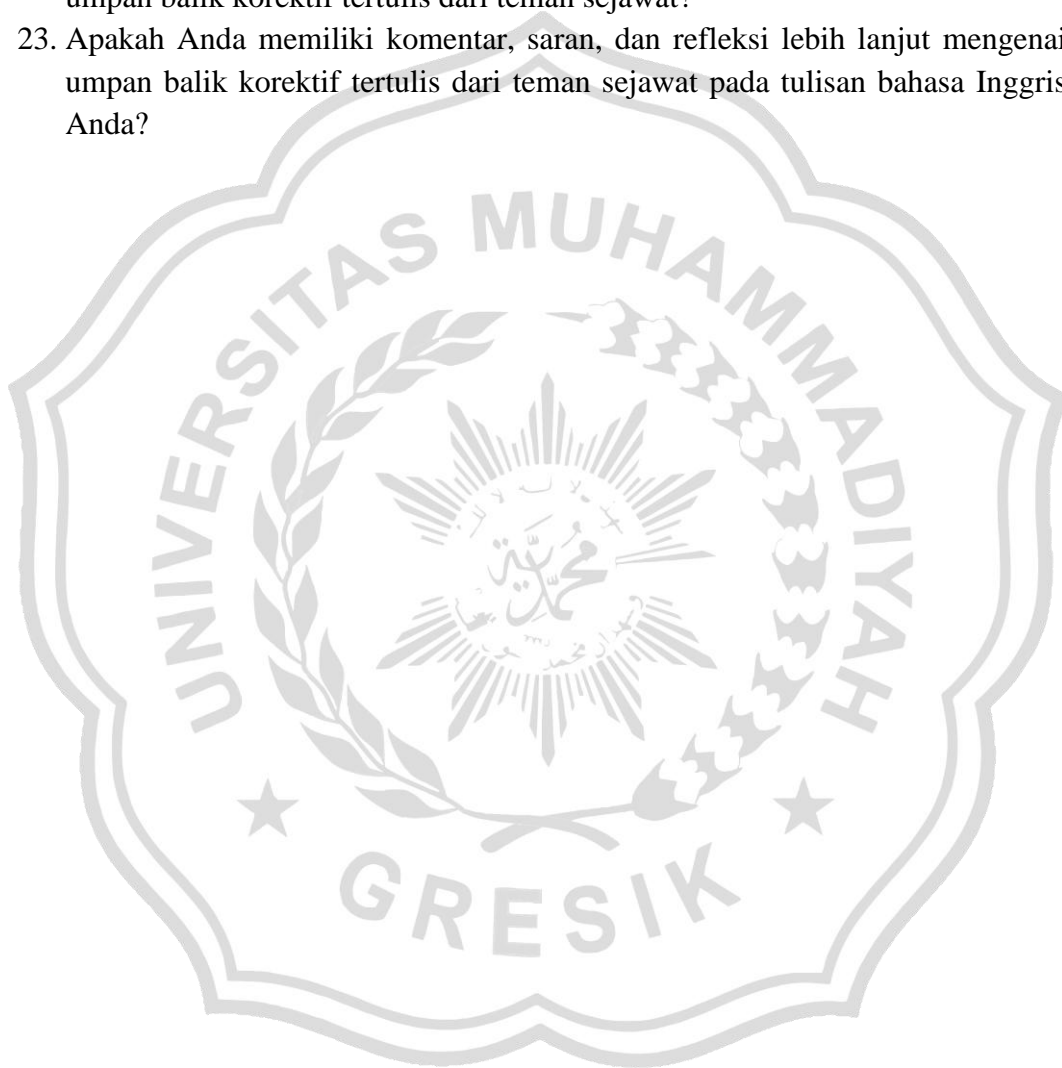 umpan balik korektif tertulis dari teman sejawat?
23. Apakah Anda memiliki komentar, saran, dan refleksi lebih lanjut mengenai
umpan balik korektif tertulis dari teman sejawat pada tulisan bahasa Inggris
Anda?
UNIVERSITAS MUHAMMADIYAH
محمد
GRESIK